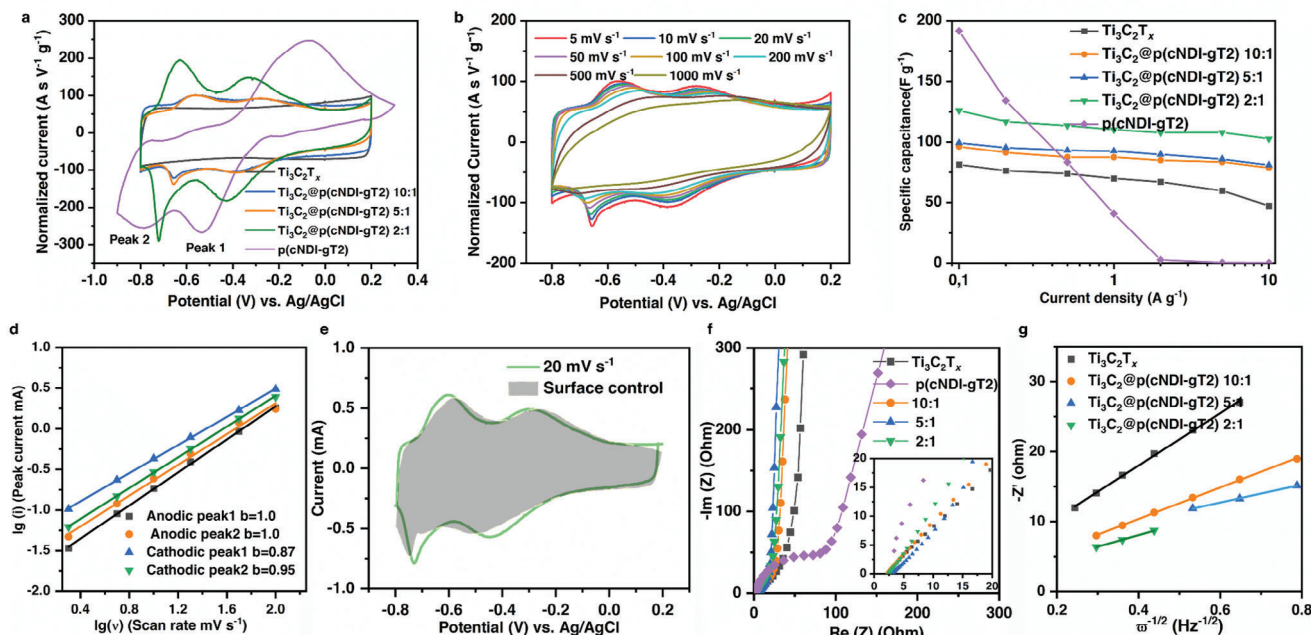 a
Normalized current (A s V⁻¹ g⁻¹)
300
200
100
0
-100
-200
-300
Ti₃C₂Tₓ
Ti₃C₂@p(cNDI-gT2) 10:1
Ti₃C₂@p(cNDI-gT2) 5:1
Ti₃C₂@p(cNDI-gT2) 2:1
p(cNDI-gT2)
Peak 2
Peak 1
-1.0 -0.8 -0.6 -0.4 -0.2 0.0 0.2 0.4
Potential (V) vs. Ag/AgCl
b
Normalized Current (A s V⁻¹ g⁻¹)
200
100
0
-100
-200
5 mV s⁻¹ 10 mV s⁻¹ 20 mV s⁻¹
50 mV s⁻¹ 100 mV s⁻¹ 200 mV s⁻¹
500 mV s⁻¹ 1000 mV s⁻¹
-0.8 -0.6 -0.4 -0.2 0.0 0.2
Potential (V) vs. Ag/AgCl
c
Specific capacitance(F g⁻¹)
200
150
100
50
0
Ti₃C₂Tₓ
Ti₃C₂@p(cNDI-gT2) 10:1
Ti₃C₂@p(cNDI-gT2) 5:1
Ti₃C₂@p(cNDI-gT2) 2:1
p(cNDI-gT2)
0,1 1 10
Current density (A g⁻¹)
d
lg (i) (Peak current mA)
1.0
0.5
0.0
-0.5
-1.0
-1.5
-2.0
Anodic peak1 b=1.0
Anodic peak2 b=1.0
Cathodic peak1 b=0.87
Cathodic peak2 b=0.95
0.4 0.8 1.2 1.6 2.0
lg(ν) (Scan rate mV s⁻¹)
e
Current (mA)
1.0
0.5
0.0
-0.4
-0.8
20 mV s⁻¹
Surface control
-0.8 -0.6 -0.4 -0.2 0.0 0.2
Potential (V) vs. Ag/AgCl
f
-Im (Z) (Ohm)
300
200
100
0
Ti₃C₂Tₓ
p(cNDI-gT2)
10:1
5:1
2:1
20
15
10
5
0
0 5 10 15 20
0 100 200 300
Re (Z) (Ohm)
g
-Z' (ohm)
35
28
21
14
7
0
Ti₃C₂Tₓ
Ti₃C₂@p(cNDI-gT2) 10:1
Ti₃C₂@p(cNDI-gT2) 5:1
Ti₃C₂@p(cNDI-gT2) 2:1
0.2 0.4 0.6 0.8
ϖ⁻¹/² (Hz⁻¹/²)